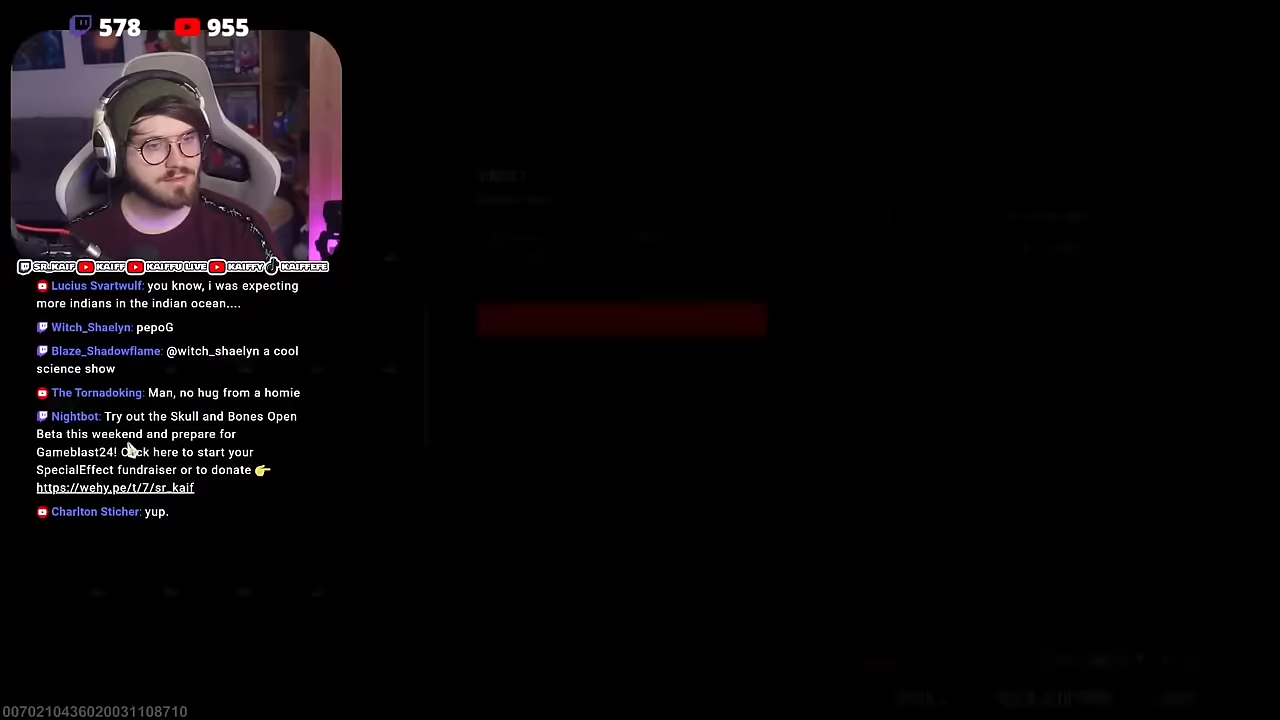 578 955
SR_KAIF KAIFF KAIFFU LIVE KAIFFY KAIFFEFE
Lucius Svartwulf: you know, i was expecting
more indians in the indian ocean....
Witch_Shaelyn: pepoG
Blaze_Shadowflame: @witch_shaelyn a cool
science show
The Tornadoking: Man, no hug from a homie
Nightbot: Try out the Skull and Bones Open
Beta this weekend and prepare for
Gameblast24! Click here to start your
SpecialEffect fundraiser or to donate 👉
https://wehy.pe/t/7/sr_kaif
Charlton Sticher: yup.
0070210436020031108710